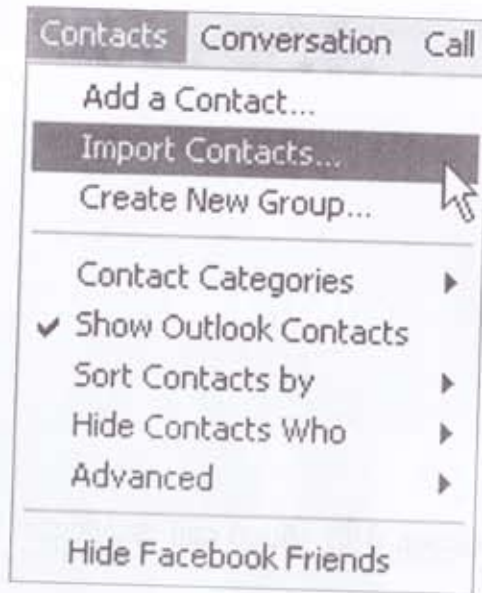 Contacts Conversation Call
Add a Contact...
Import Contacts...
Create New Group...
Contact Categories
Show Outlook Contacts
Sort Contacts by
Hide Contacts Who
Advanced
Hide Facebook Friends